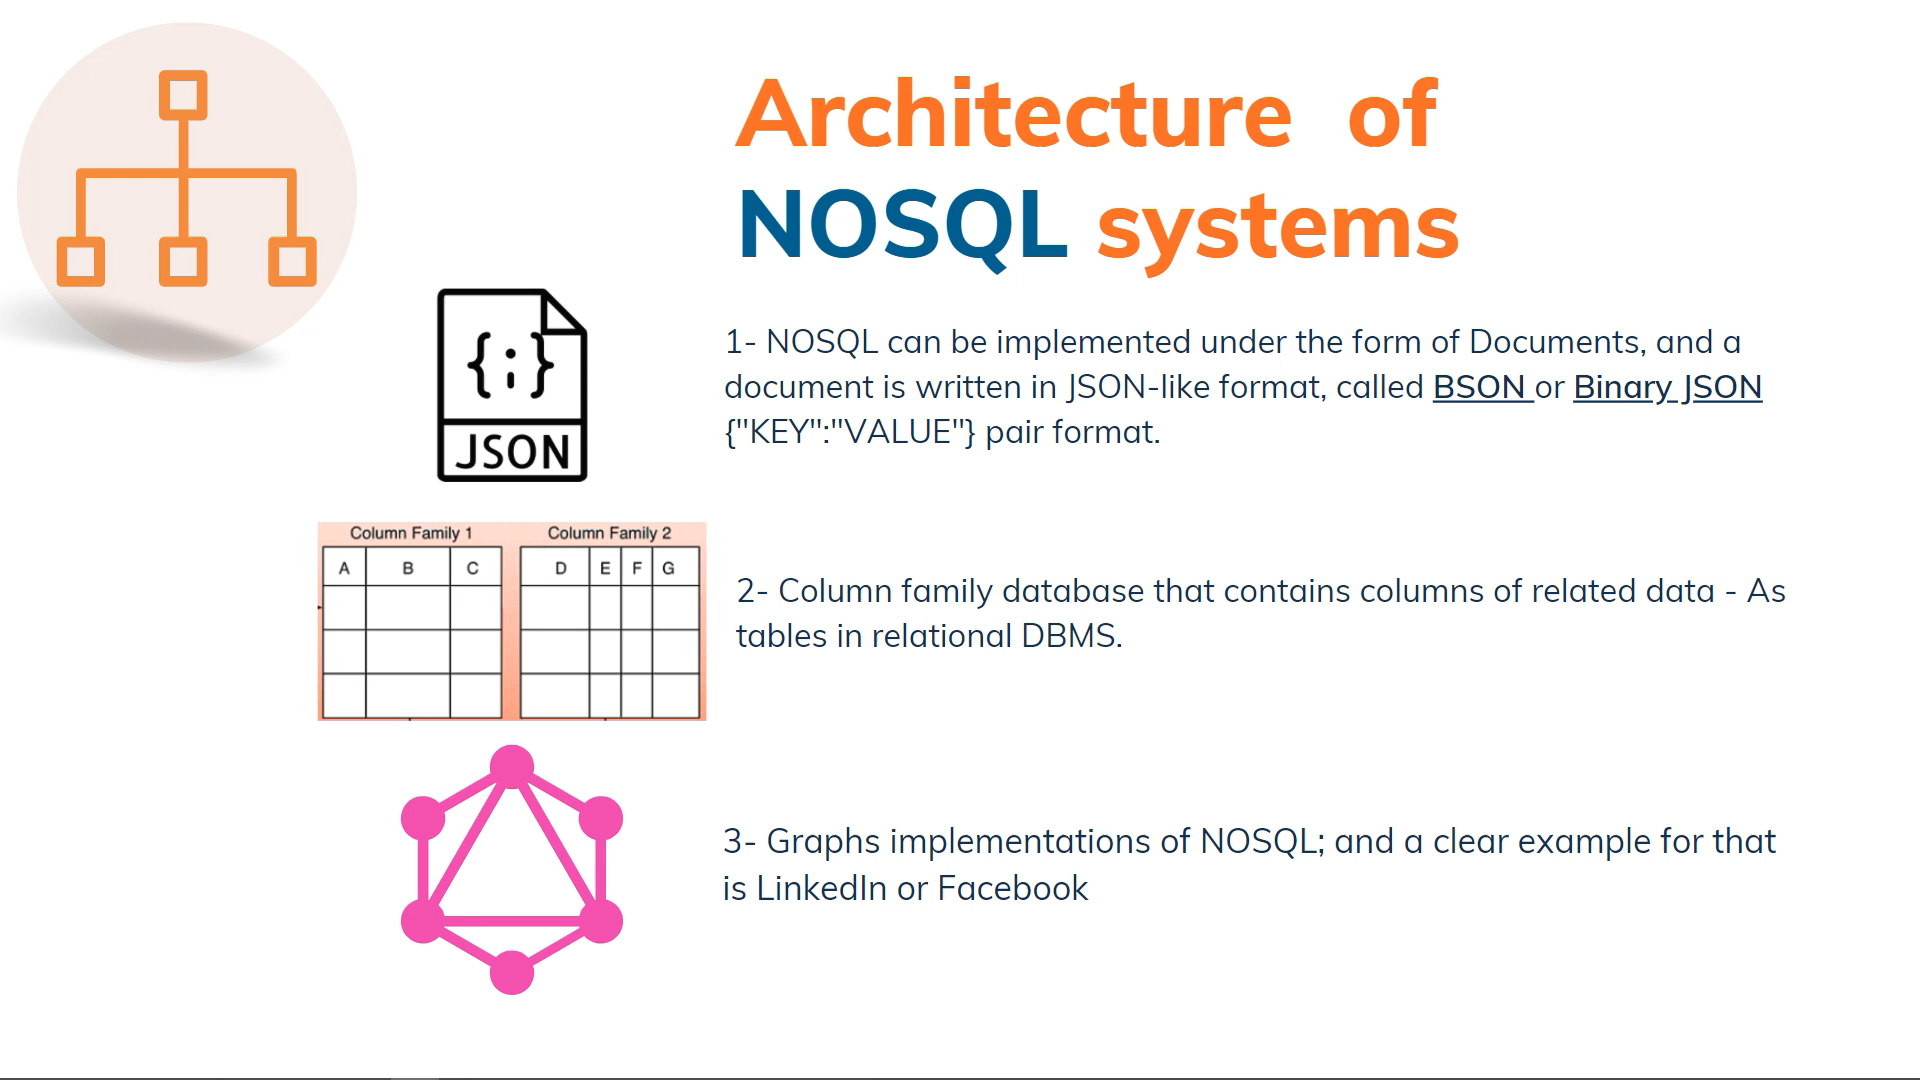 Architecture of
NOSQL systems
{;}
JSON
1- NOSQL can be implemented under the form of Documents, and a
document is written in JSON-like format, called BSON or Binary JSON
{"KEY":"VALUE"} pair format.
Column Family 1
A B C
Column Family 2
D E F G
2- Column family database that contains columns of related data - As
tables in relational DBMS.
3- Graphs implementations of NOSQL; and a clear example for that
is LinkedIn or Facebook